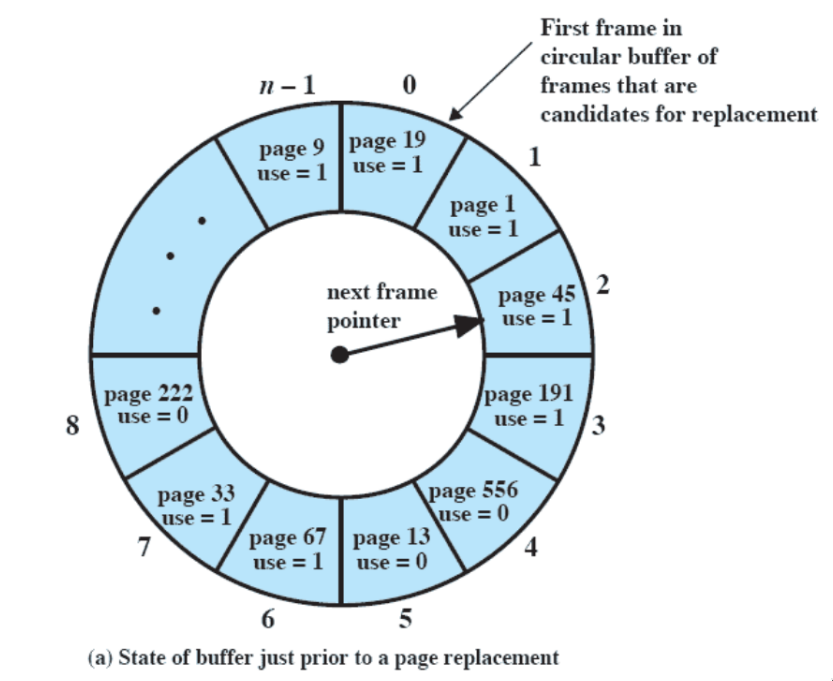 First frame in
circular buffer of
frames that are
candidates for replacement
n – 1
0
page 9
use = 1
page 19
use = 1
1
page 1
use = 1
2
page 45
use = 1
next frame
pointer
page 191
use = 1
3
page 222
use = 0
8
page 556
use = 0
4
page 33
use = 1
7
page 67
use = 1
6
page 13
use = 0
5
(a) State of buffer just prior to a page replacement